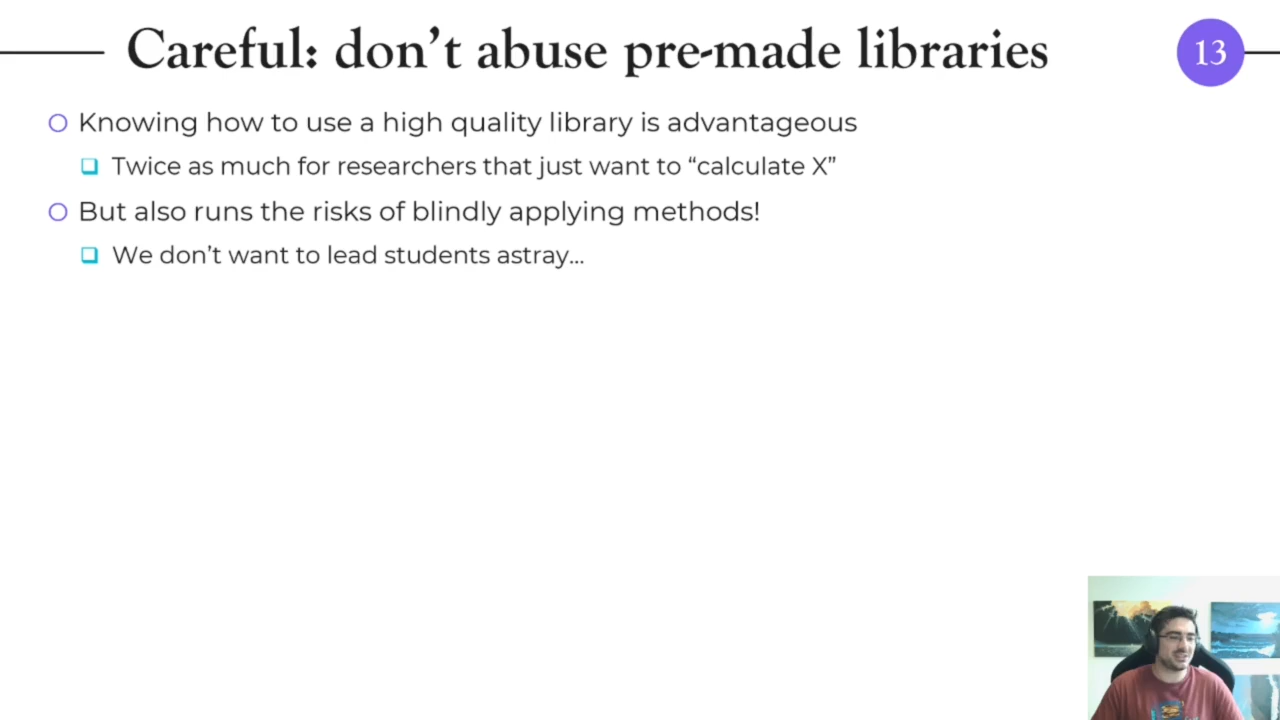 Careful: don’t abuse pre-made libraries
13
Knowing how to use a high quality library is advantageous
Twice as much for researchers that just want to “calculate X”
But also runs the risks of blindly applying methods!
We don’t want to lead students astray…